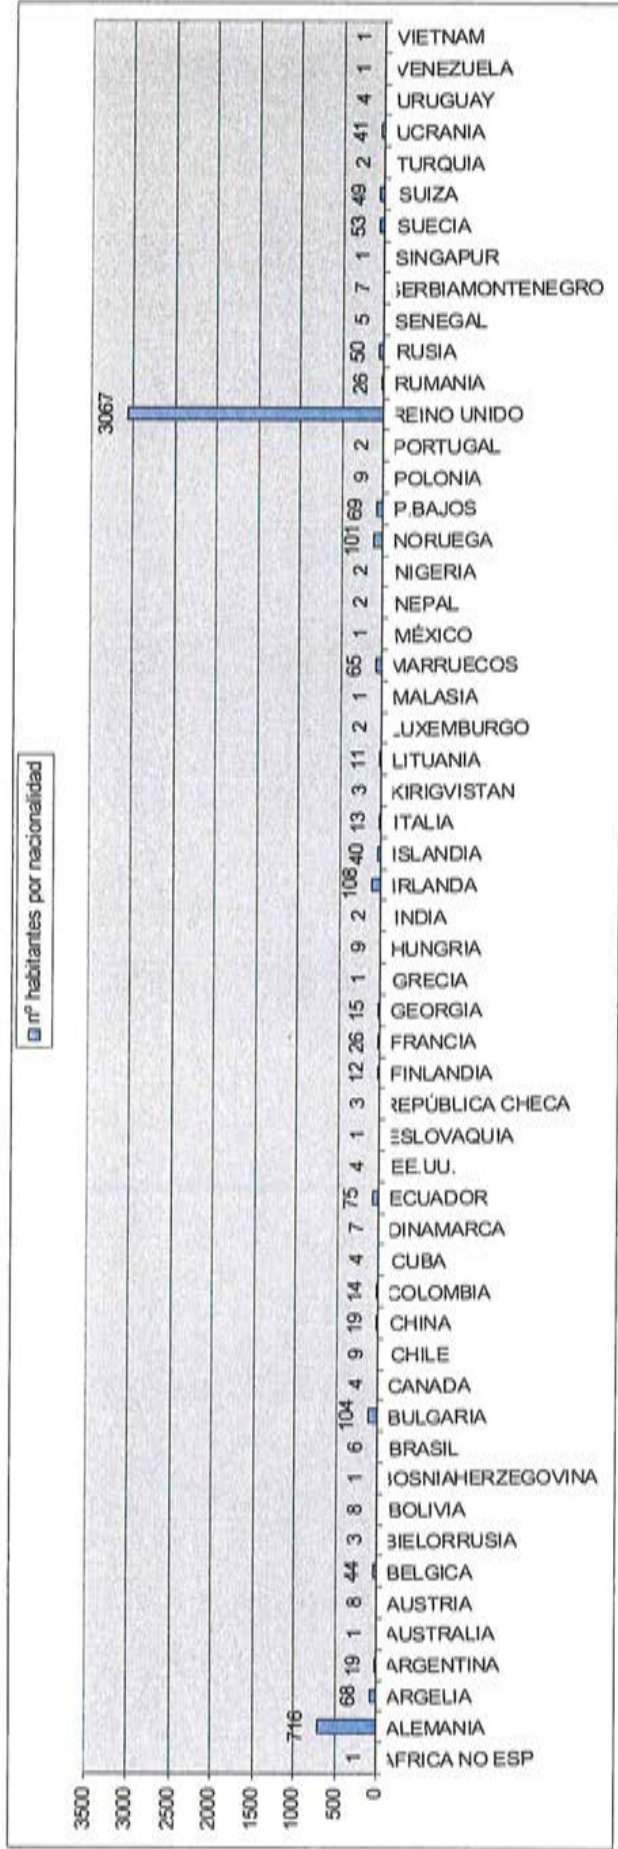 nº habitantes por nacionalidad
3500
3000
2500
2000
1500
1000
500
0
1 AFRICA NO ESP
716 ALEMANIA
68 ARGELIA
19 ARGENTINA
1 AUSTRALIA
8 AUSTRIA
44 BELGICA
3 BIELORRUSIA
8 BOLIVIA
1 BOSNIAHERZEGOVINA
6 BRASIL
104 BULGARIA
4 CANADA
9 CHILE
19 CHINA
14 COLOMBIA
4 CUBA
7 DINAMARCA
75 ECUADOR
4 EE.UU.
1 ESLOVAQUIA
3 REPÚBLICA CHECA
12 FINLANDIA
26 FRANCIA
15 GEORGIA
1 GRECIA
9 HUNGRIA
2 INDIA
108 IRLANDA
40 ISLANDIA
13 ITALIA
3 KIRIGVISTAN
11 LITUANIA
2 LUXEMBURGO
1 MALASIA
65 MARRUECOS
1 MÉXICO
2 NEPAL
2 NIGERIA
101 NORUEGA
69 P.BAJOS
9 POLONIA
2 PORTUGAL
3067 REINO UNIDO
26 RUMANIA
50 RUSIA
5 SENEGAL
7 SERBIAMONTENEGRO
1 SINGAPUR
53 SUECIA
49 SUIZA
2 TURQUIA
41 UCRANIA
4 URUGUAY
1 VENEZUELA
1 VIETNAM